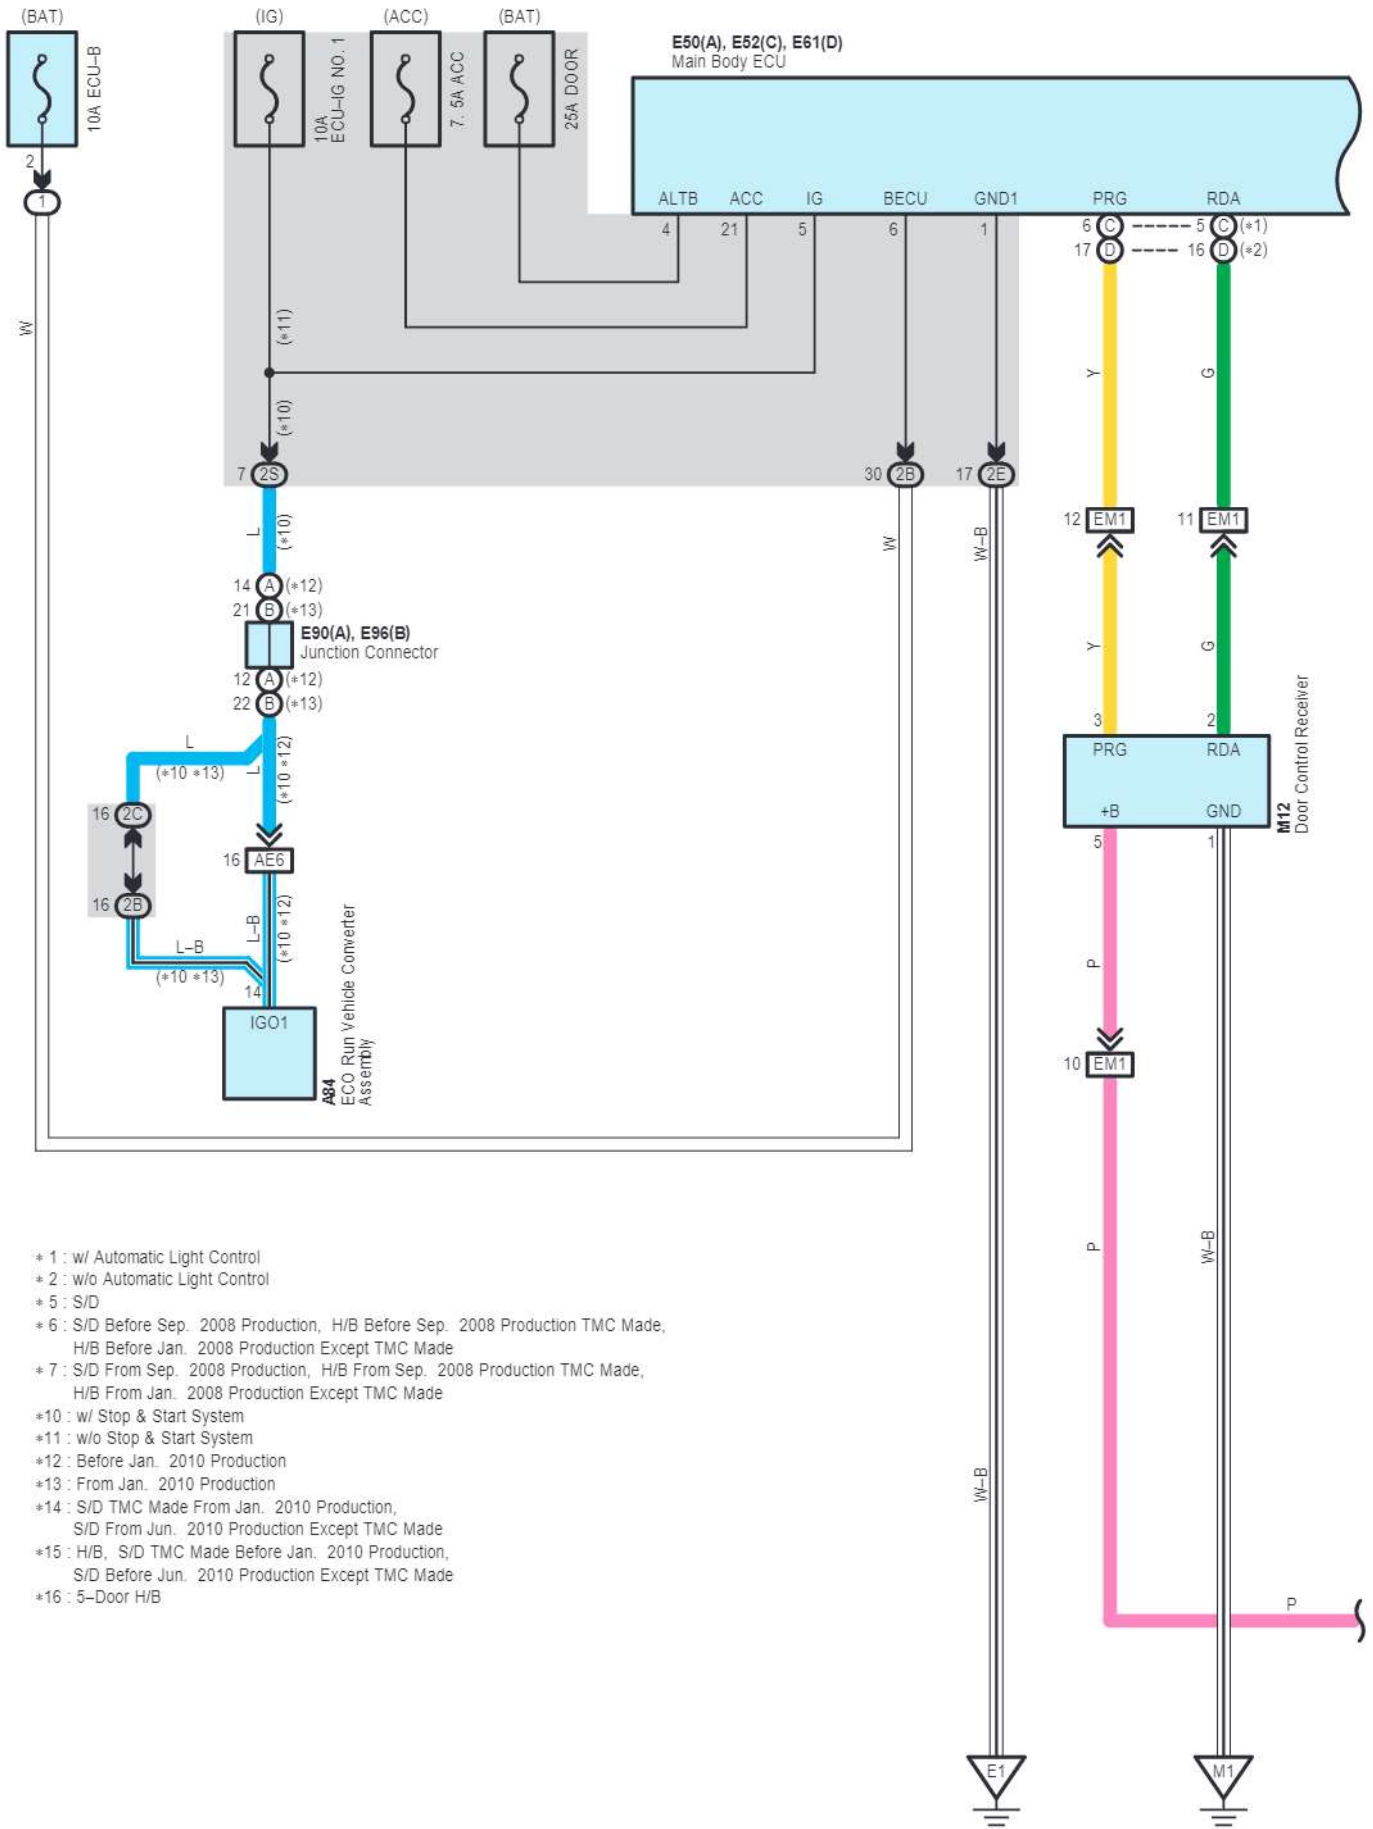 (BAT)
(IG)
(ACC)
(BAT)
10A ECU–B
10A
ECU–IG NO. 1
7. 5A ACC
25A DOOR
E50(A), E52(C), E61(D)
Main Body ECU
ALTB
ACC
IG
BECU
GND1
PRG
RDA
2
1
4
21
5
6
1
6 C
5 C (∗1)
17 D
16 D (∗2)
W
(∗11)
(∗10)
Y
G
7 2S
30 2B
17 2E
L
(∗10)
W
W–B
12 EM1
11 EM1
14 A (∗12)
21 B (∗13)
E90(A), E96(B)
Junction Connector
12 A (∗12)
22 B (∗13)
Y
G
3
2
PRG
RDA
+B
GND
M12
Door Control Receiver
5
1
L
(∗10 ∗13)
L
(∗10 ∗12)
16 2C
16 AE6
16 2B
L–B
(∗10 ∗13)
L–B
(∗10 ∗12)
14
IGO1
A84
ECO Run Vehicle Converter
Assembly
P
10 EM1
P
W–B
∗ 1 : w/ Automatic Light Control
∗ 2 : w/o Automatic Light Control
∗ 5 : S/D
∗ 6 : S/D Before Sep. 2008 Production, H/B Before Sep. 2008 Production TMC Made,
H/B Before Jan. 2008 Production Except TMC Made
∗ 7 : S/D From Sep. 2008 Production, H/B From Sep. 2008 Production TMC Made,
H/B From Jan. 2008 Production Except TMC Made
∗10 : w/ Stop & Start System
∗11 : w/o Stop & Start System
∗12 : Before Jan. 2010 Production
∗13 : From Jan. 2010 Production
∗14 : S/D TMC Made From Jan. 2010 Production,
S/D From Jun. 2010 Production Except TMC Made
∗15 : H/B, S/D TMC Made Before Jan. 2010 Production,
S/D Before Jun. 2010 Production Except TMC Made
∗16 : 5–Door H/B
W–B
P
E1
M1